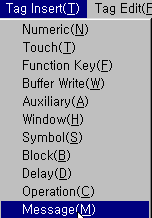 Tag Insert(T) Tag Edit(E
Numeric(N)
Touch(T)
Function Key(F)
Buffer Write(W)
Auxiliary(A)
Window(H)
Symbol(S)
Block(B)
Delay(D)
Operation(C)
Message(M)